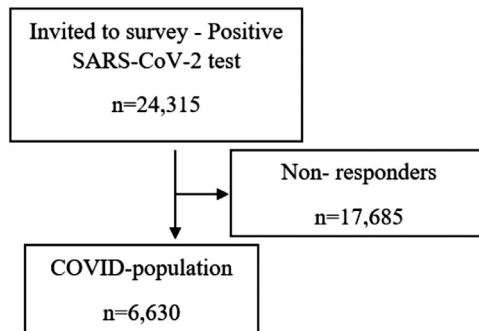 Invited to survey - Positive
SARS-CoV-2 test
n=24,315
Non- responders
n=17,685
COVID-population
n=6,630